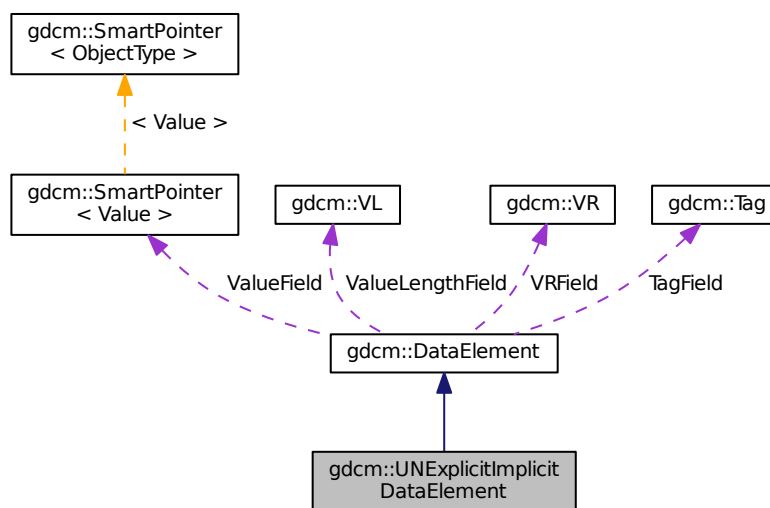 gdcm::SmartPointer
< ObjectType >
< Value >
gdcm::SmartPointer
< Value >
gdcm::VL
gdcm::VR
gdcm::Tag
ValueField
ValueLengthField
VRField
TagField
gdcm::DataElement
gdcm::UNExplicitImplicit
DataElement